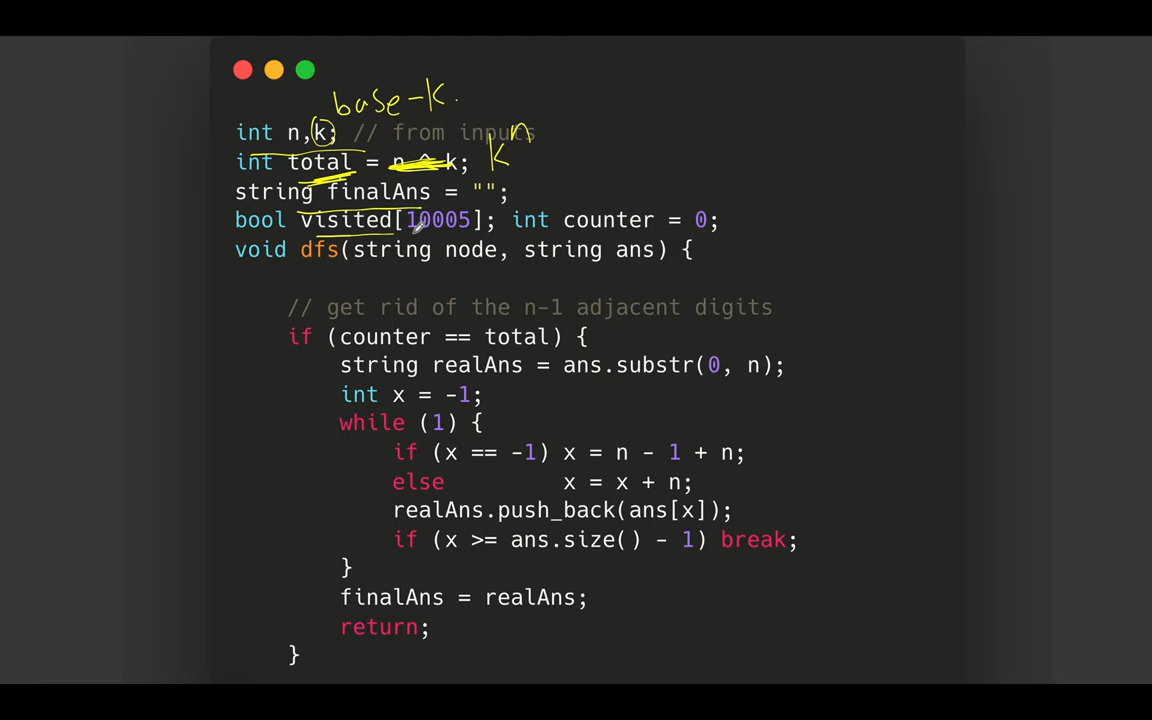 base-k.
int n,k; // from inputs
int total = n ^ k; kⁿ
string finalAns = "";
bool visited[10005]; int counter = 0;
void dfs(string node, string ans) {
// get rid of the n-1 adjacent digits
if (counter == total) {
string realAns = ans.substr(0, n);
int x = -1;
while (1) {
if (x == -1) x = n - 1 + n;
else x = x + n;
realAns.push_back(ans[x]);
if (x >= ans.size() - 1) break;
}
finalAns = realAns;
return;
}